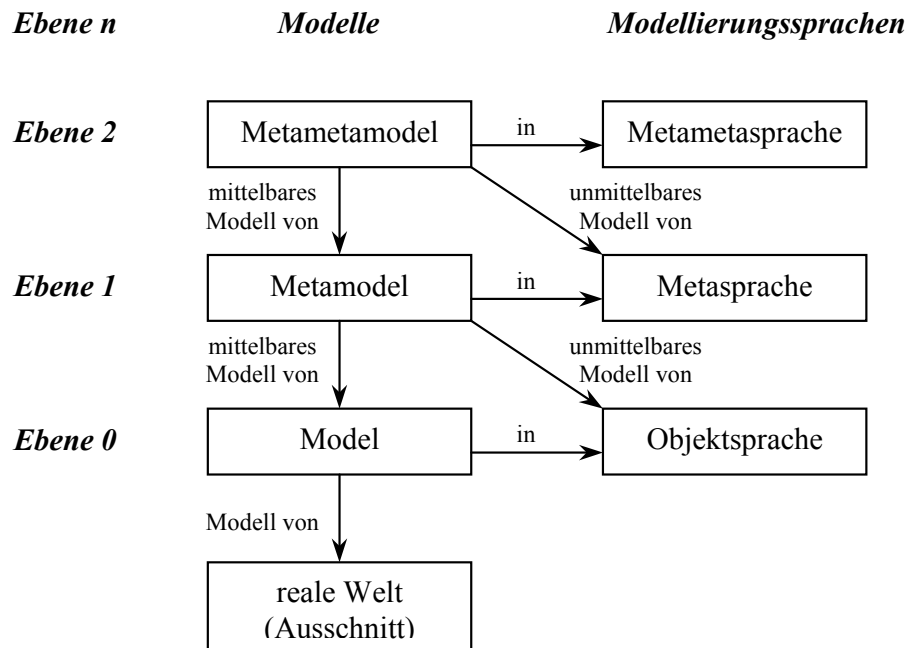 Ebene n Modelle Modellierungssprachen
Ebene 2 Metametamodel in Metametasprache
mittelbares unmittelbares
Modell von Modell von
Ebene 1 Metamodel in Metasprache
mittelbares unmittelbares
Modell von Modell von
Ebene 0 Model in Objektsprache
Modell von
reale Welt
(Ausschnitt)